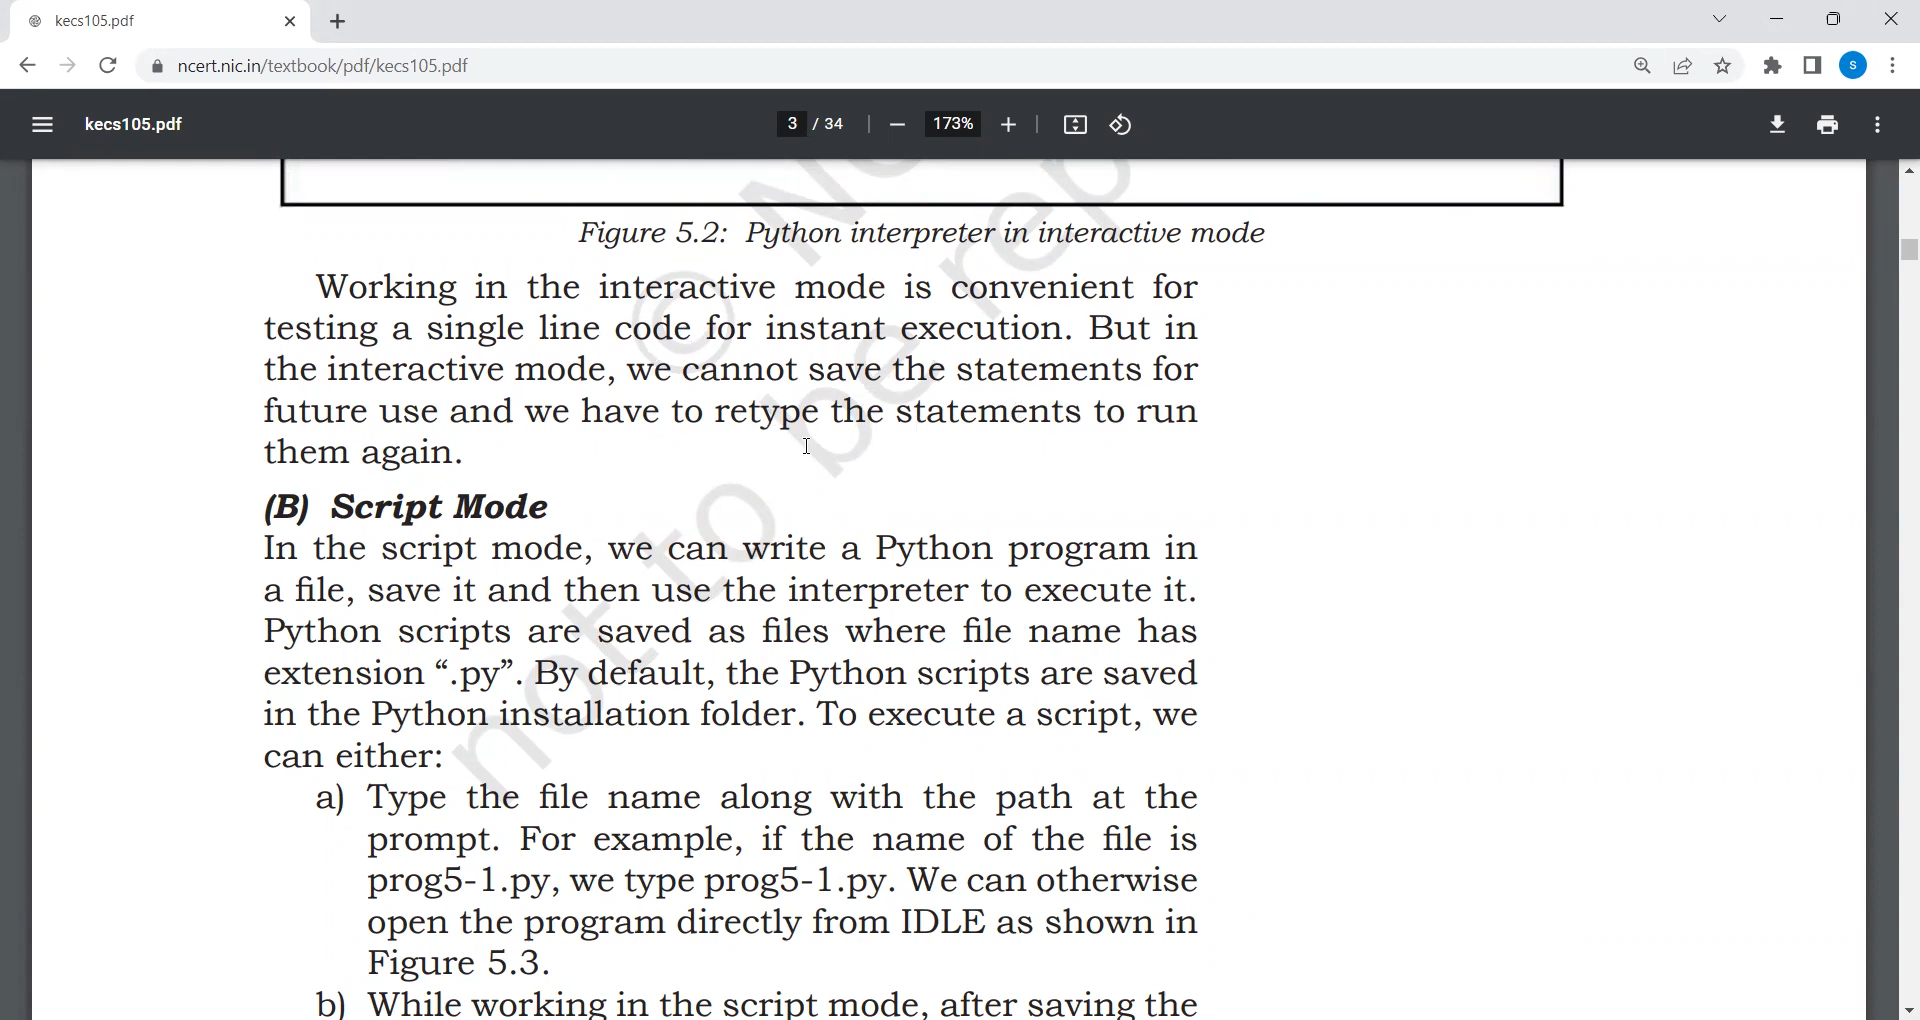 kecs105.pdf
ncert.nic.in/textbook/pdf/kecs105.pdf
S
kecs105.pdf
3 / 34
173%
Figure 5.2: Python interpreter in interactive mode
Working in the interactive mode is convenient for
testing a single line code for instant execution. But in
the interactive mode, we cannot save the statements for
future use and we have to retype the statements to run
them again.
(B) Script Mode
In the script mode, we can write a Python program in
a file, save it and then use the interpreter to execute it.
Python scripts are saved as files where file name has
extension “.py”. By default, the Python scripts are saved
in the Python installation folder. To execute a script, we
can either:
a) Type the file name along with the path at the
prompt. For example, if the name of the file is
prog5-1.py, we type prog5-1.py. We can otherwise
open the program directly from IDLE as shown in
Figure 5.3.
b) While working in the script mode, after saving the
©
not to be rep